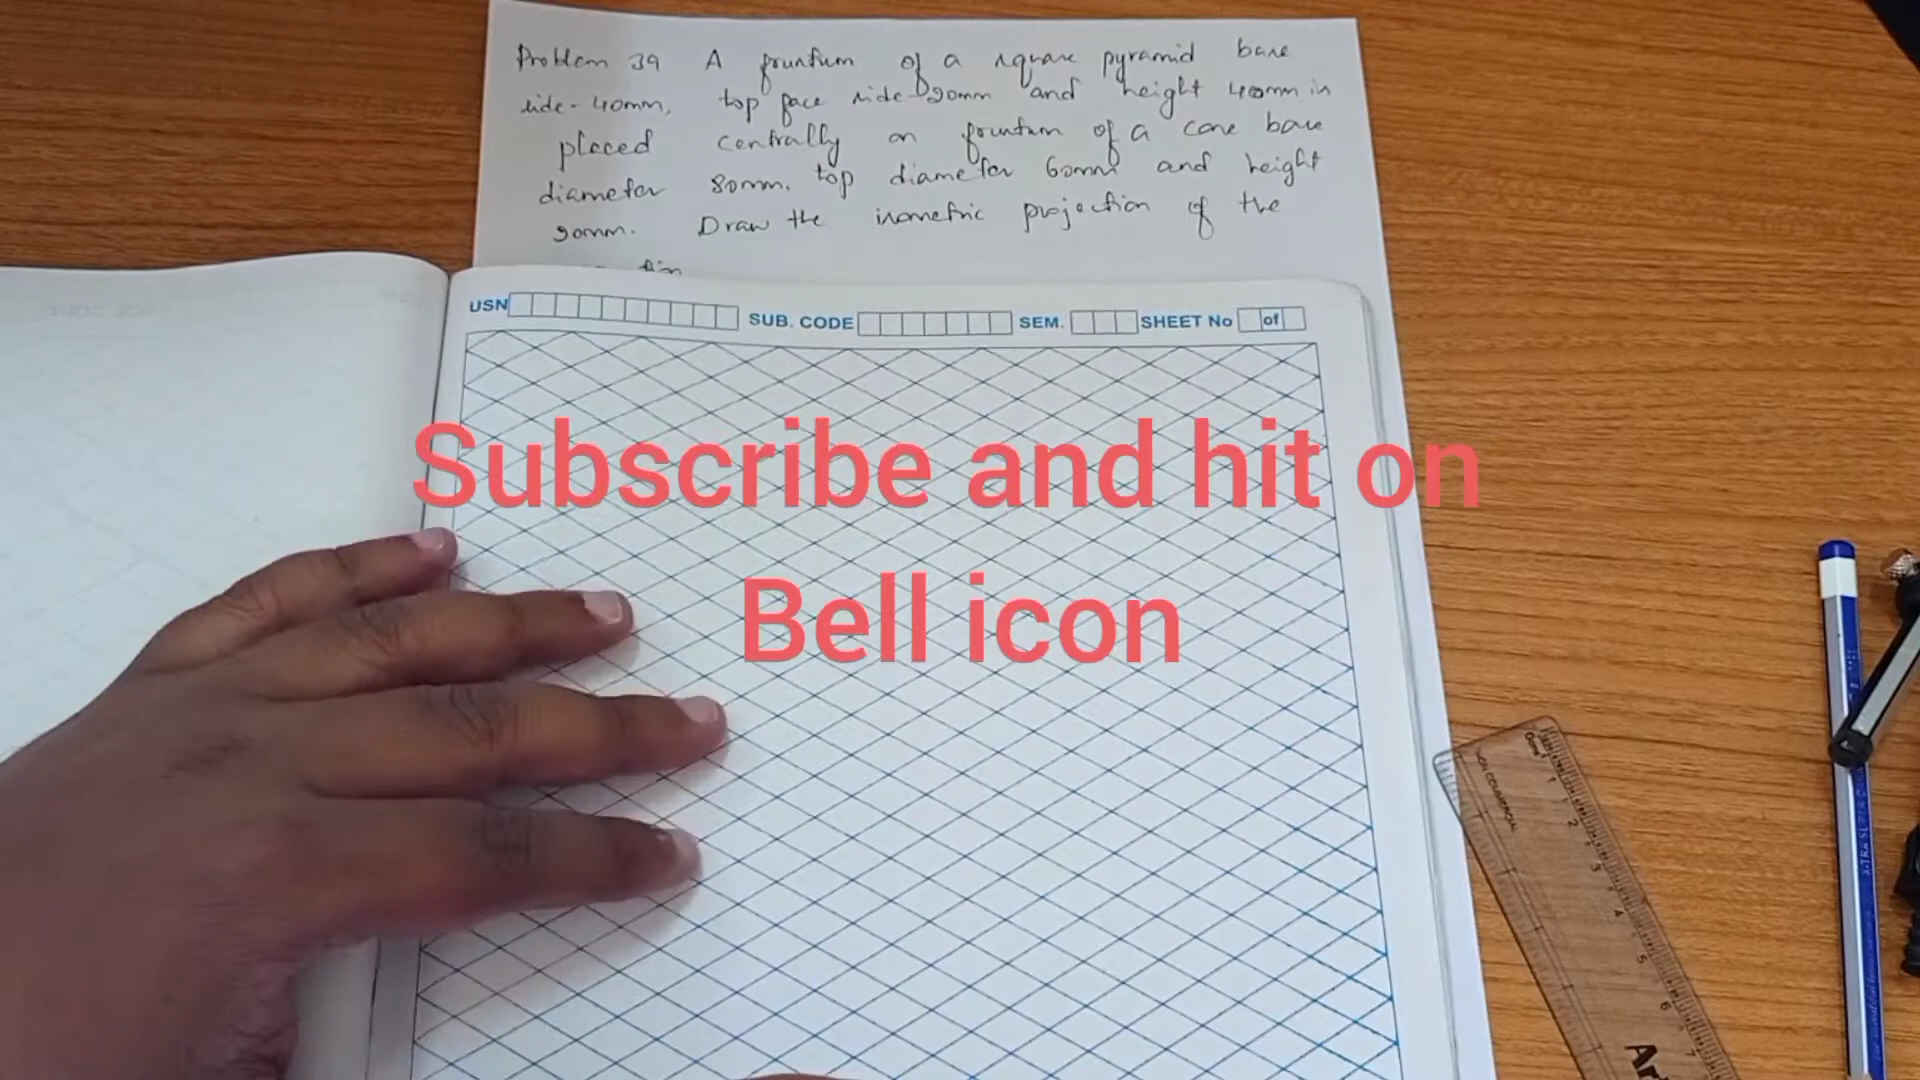 Problem 39 A frustum of a square pyramid base
side-40mm, top face side-20mm and height 40mm is
placed centrally on frustum of a cone base
diameter 80mm, top diameter 60mm and height
20mm. Draw the isometric projection of the
USN SUB. CODE SEM. SHEET No of
Subscribe and hit on
Bell icon